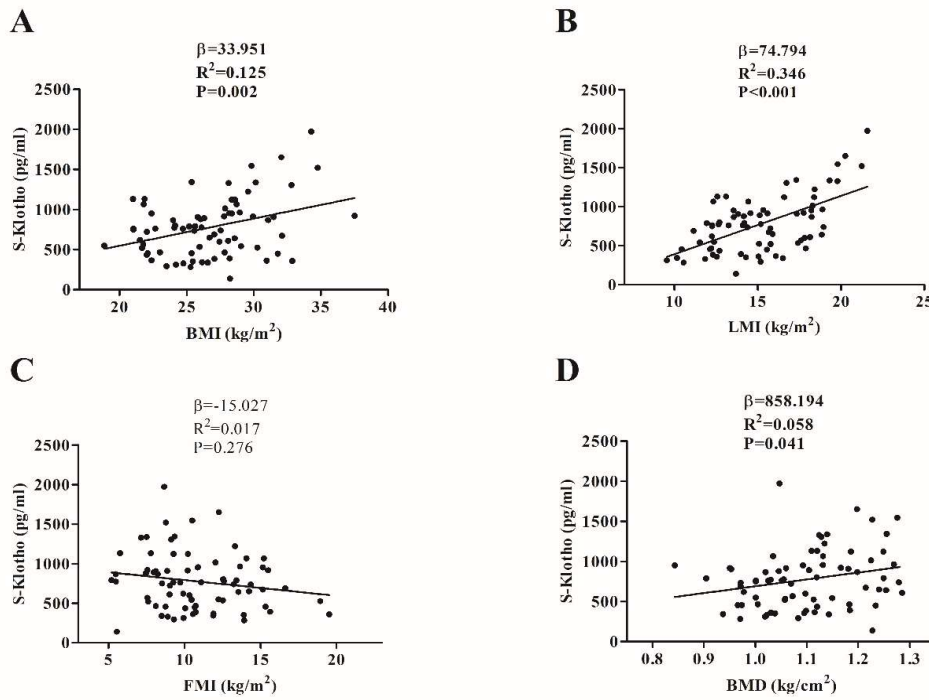 A
β=33.951
R²=0.125
P=0.002
2500
2000
1500
1000
500
0
S-Klotho (pg/ml)
20
25
30
35
40
BMI (kg/m²)
B
β=74.794
R²=0.346
P<0.001
2500
2000
1500
1000
500
0
S-Klotho (pg/ml)
10
15
20
25
LMI (kg/m²)
C
β=-15.027
R²=0.017
P=0.276
2500
2000
1500
1000
500
0
S-Klotho (pg/ml)
5
10
15
20
FMI (kg/m²)
D
β=858.194
R²=0.058
P=0.041
2500
2000
1500
1000
500
0
S-Klotho (pg/ml)
0.8
0.9
1.0
1.1
1.2
1.3
BMD (kg/cm²)